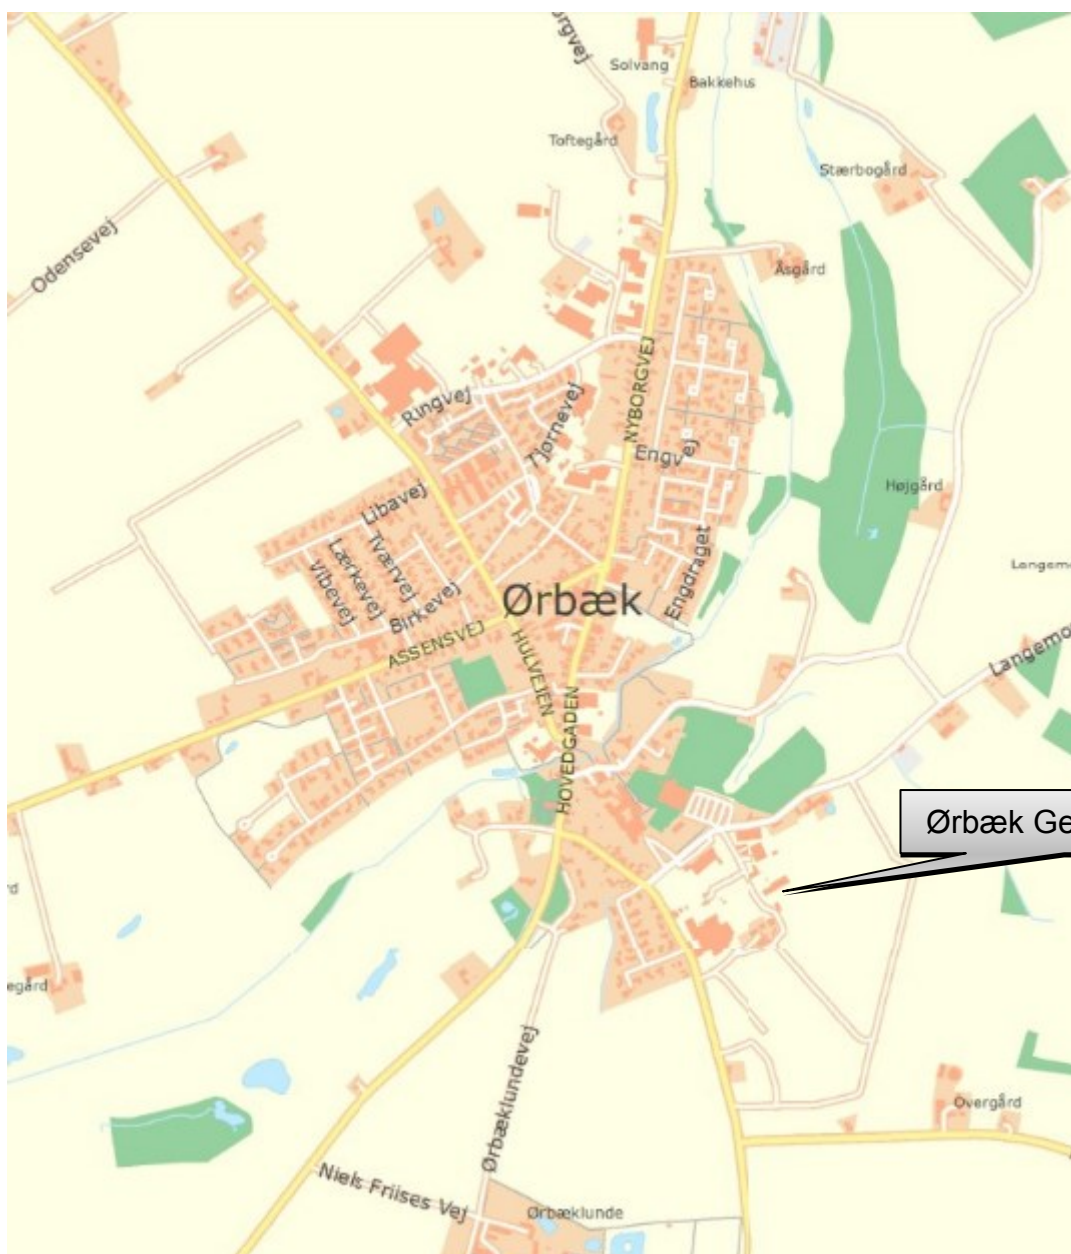 Solvang
Bakkehus
Toftegård
Stærbogård
Odensevej
Åsgård
NYBORGVEJ
Ringvej
Tjørnevej
Engvej
Libavej
Højgård
Tværvej
Lærkevej
Vibevej
Birkevej
Engdraget
Ørbæk
ASSENSVEJ
HULVEJEN
HOVEDGADEN
Ørbæk Ge
Ørbæklundevej
Overgård
Niels Friises Vej
Ørbæklunde